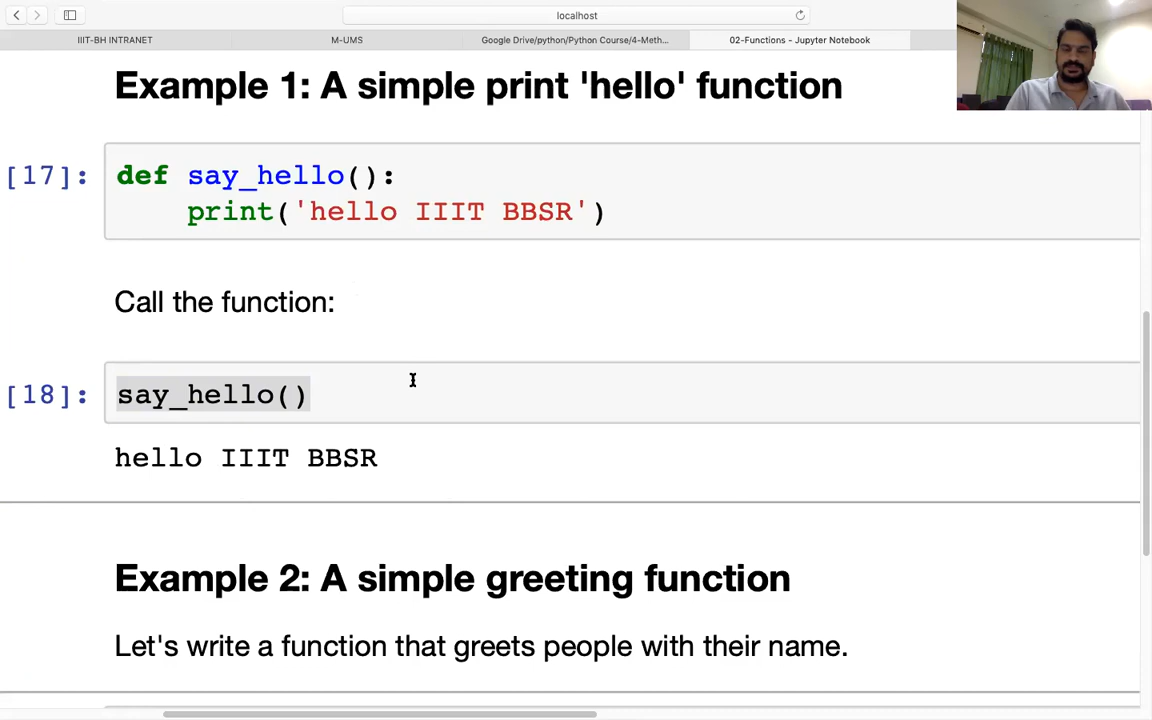 localhost
IIIT-BH INTRANET
M-UMS
Google Drive/python/Python Course/4-Meth...
02-Functions - Jupyter Notebook
Example 1: A simple print 'hello' function
[17]:
def say_hello():
print('hello IIIT BBSR')
Call the function:
[18]:
say_hello()
hello IIIT BBSR
Example 2: A simple greeting function
Let's write a function that greets people with their name.